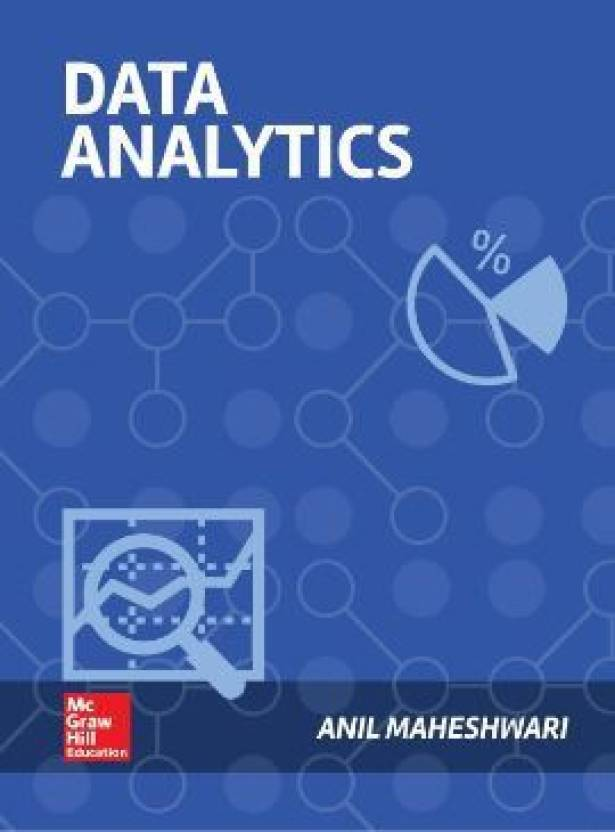 DATA
ANALYTICS
%
Mc
Graw
Hill
Education
ANIL MAHESHWARI